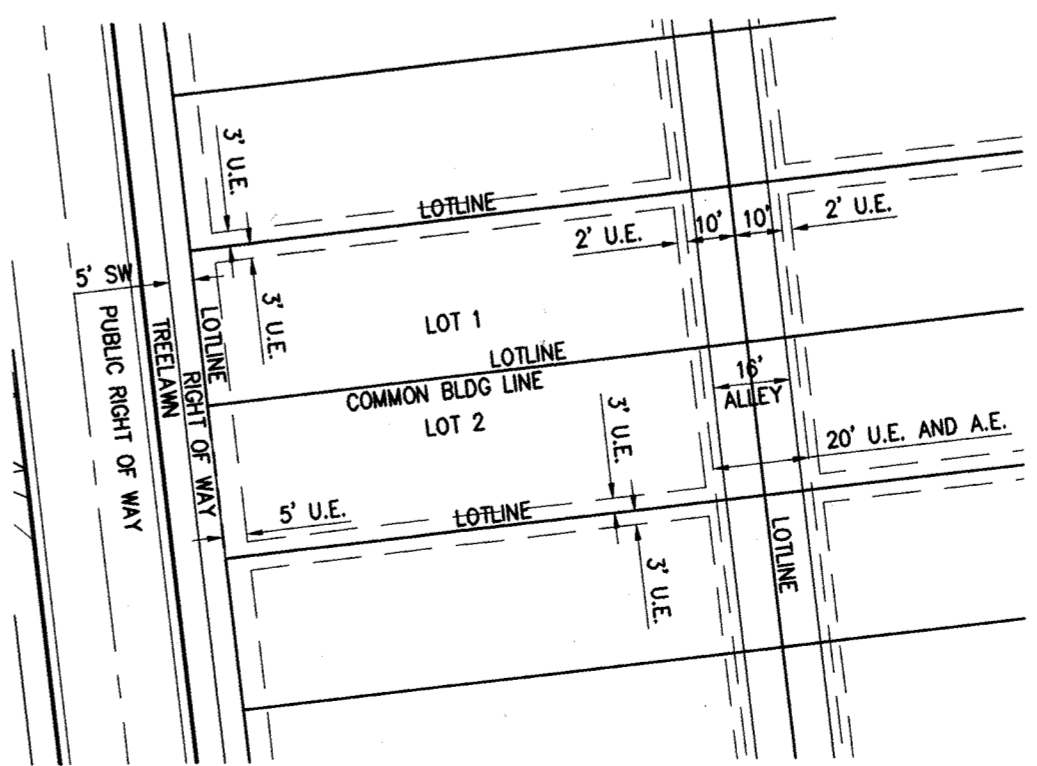 3' U.E.
LOTLINE
2' U.E.
10'
10'
2' U.E.
5' SW
3' U.E.
LOT 1
LOTLINE
COMMON BLDG LINE
LOT 2
16'
ALLEY
PUBLIC RIGHT OF WAY
TREELAWN
LOTLINE
RIGHT OF WAY
3' U.E.
20' U.E. AND A.E.
5' U.E.
LOTLINE
3' U.E.
LOTLINE